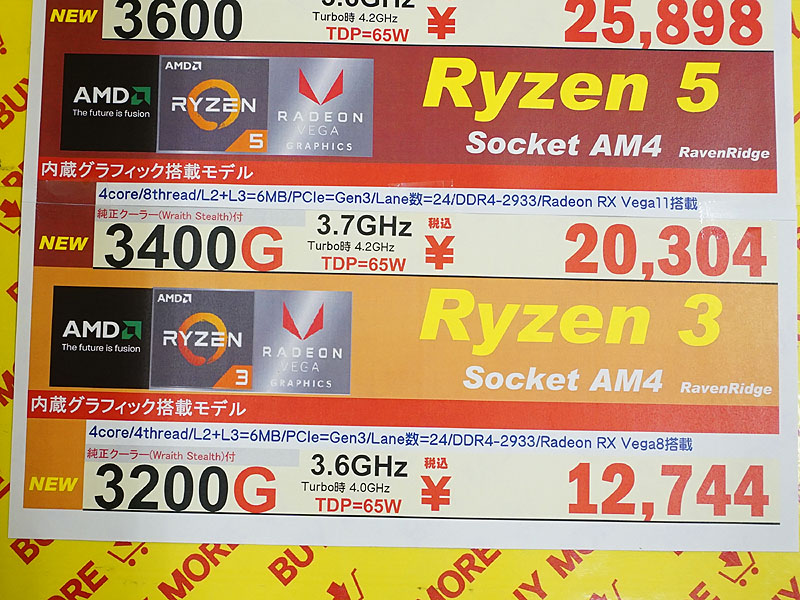 NEW 3600 Turbo時 4.2GHz TDP=65W ¥ 25,898
AMD The future is fusion
AMD RYZEN 5
RADEON VEGA GRAPHICS
Ryzen 5
Socket AM4 RavenRidge
内蔵グラフィック搭載モデル
4core/8thread/L2+L3=6MB/PCIe=Gen3/Lane数=24/DDR4-2933/Radeon RX Vega11搭載
純正クーラー(Wraith Stealth)付
NEW 3400G 3.7GHz Turbo時 4.2GHz TDP=65W 税込 ¥ 20,304
AMD The future is fusion
AMD RYZEN 3
RADEON VEGA GRAPHICS
Ryzen 3
Socket AM4 RavenRidge
内蔵グラフィック搭載モデル
4core/4thread/L2+L3=6MB/PCIe=Gen3/Lane数=24/DDR4-2933/Radeon RX Vega8搭載
純正クーラー(Wraith Stealth)付
NEW 3200G 3.6GHz Turbo時 4.0GHz TDP=65W 税込 ¥ 12,744
BUY MORE BUY MORE BUY MORE